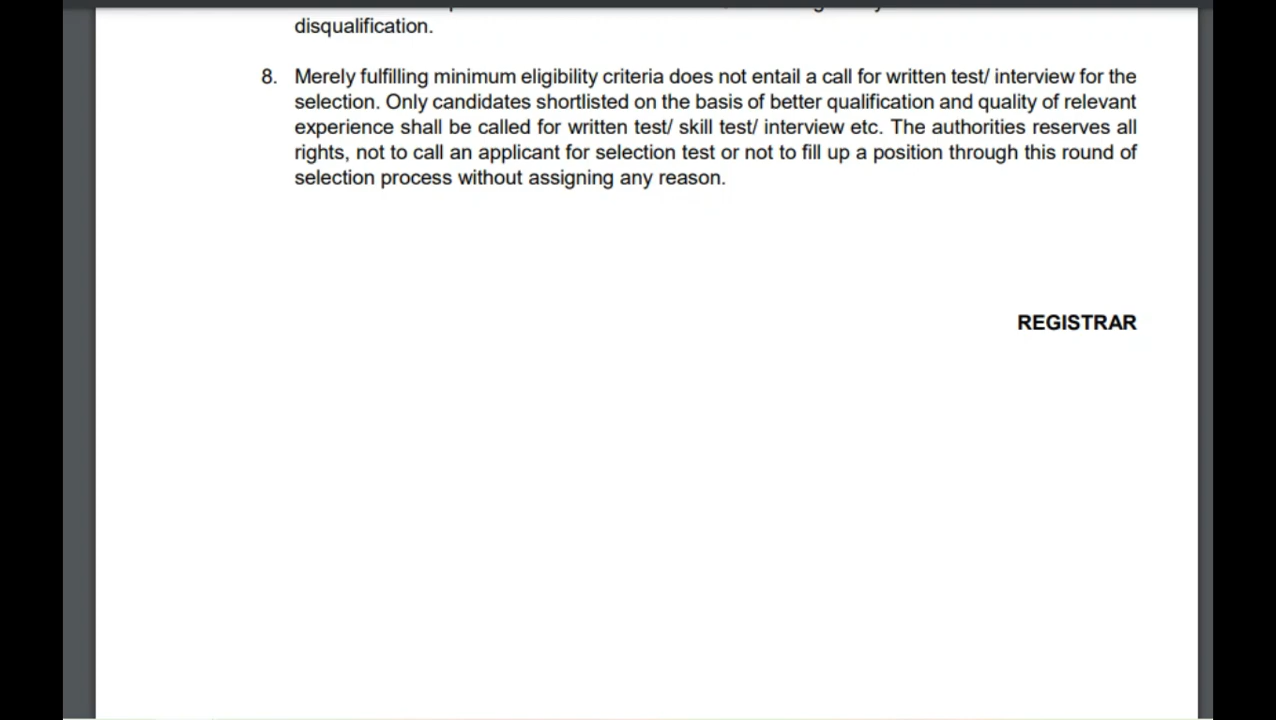 disqualification.
8. Merely fulfilling minimum eligibility criteria does not entail a call for written test/ interview for the
selection. Only candidates shortlisted on the basis of better qualification and quality of relevant
experience shall be called for written test/ skill test/ interview etc. The authorities reserves all
rights, not to call an applicant for selection test or not to fill up a position through this round of
selection process without assigning any reason.
REGISTRAR